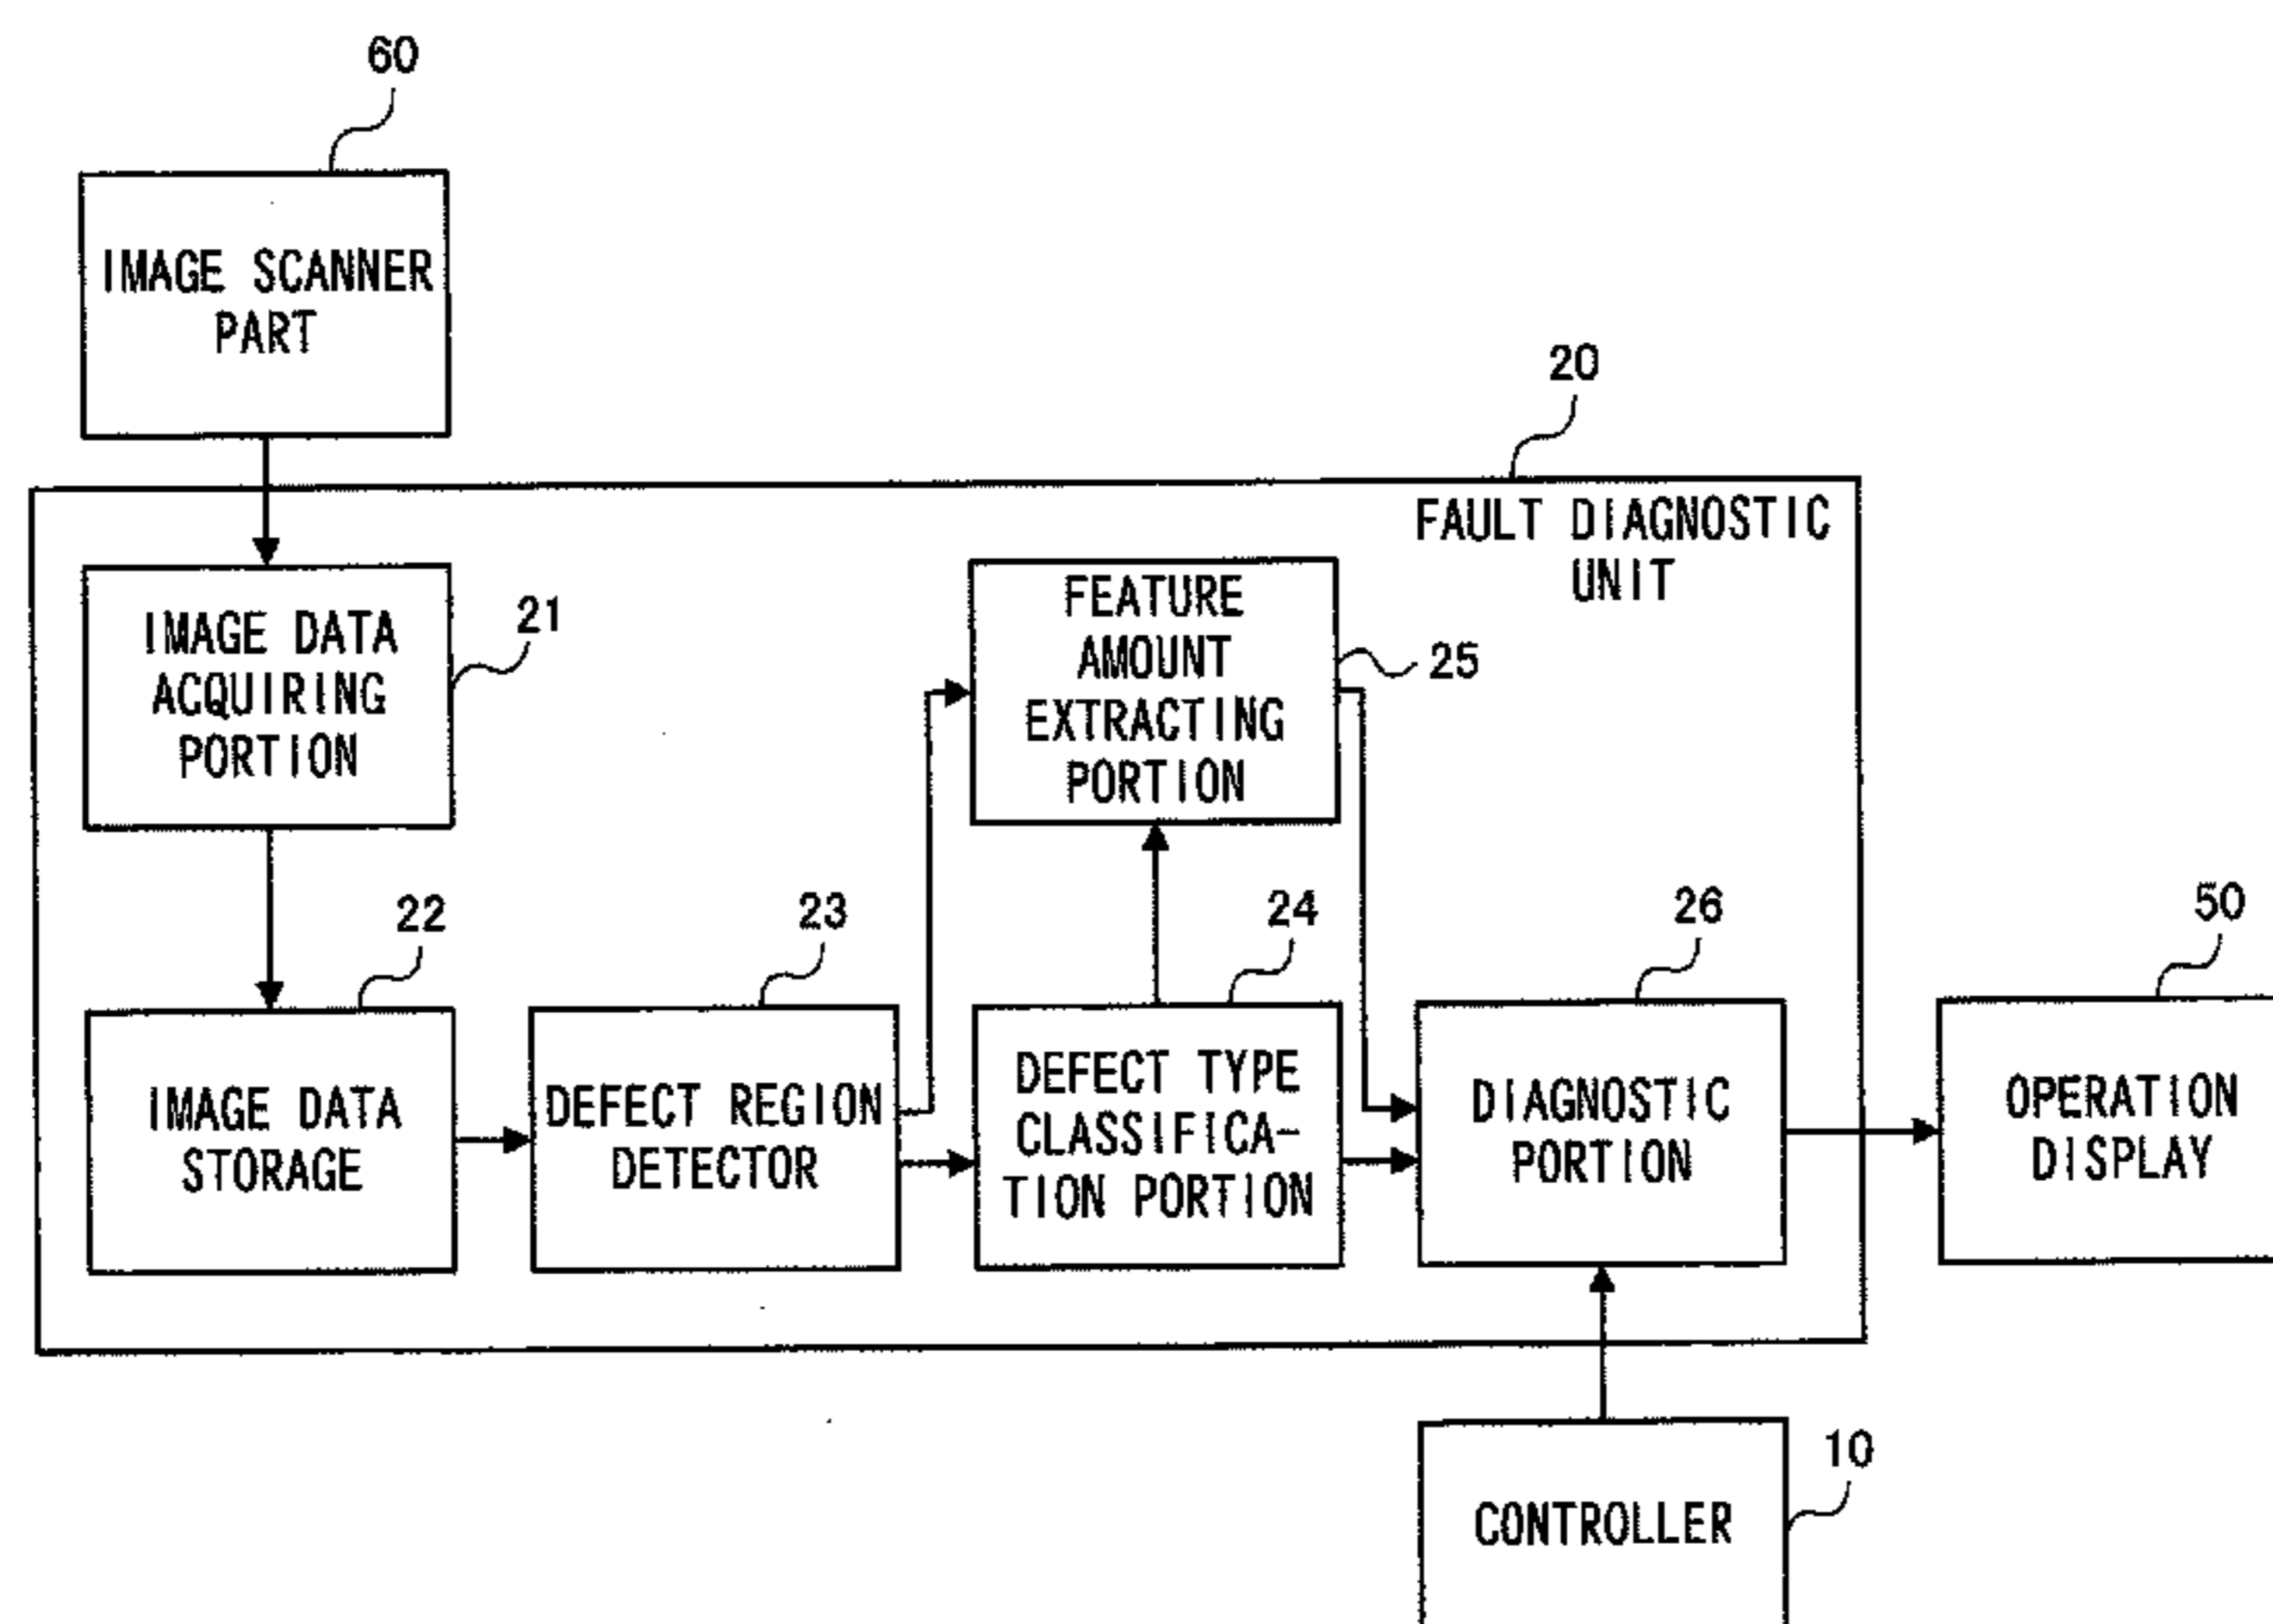 60
IMAGE SCANNER
PART
20
FAULT DIAGNOSTIC
UNIT
IMAGE DATA
ACQUIRING
PORTION
21
FEATURE
AMOUNT
EXTRACTING
PORTION
25
22
IMAGE DATA
STORAGE
23
DEFECT REGION
DETECTOR
24
DEFECT TYPE
CLASSIFICA-
TION PORTION
26
DIAGNOSTIC
PORTION
50
OPERATION
DISPLAY
10
CONTROLLER